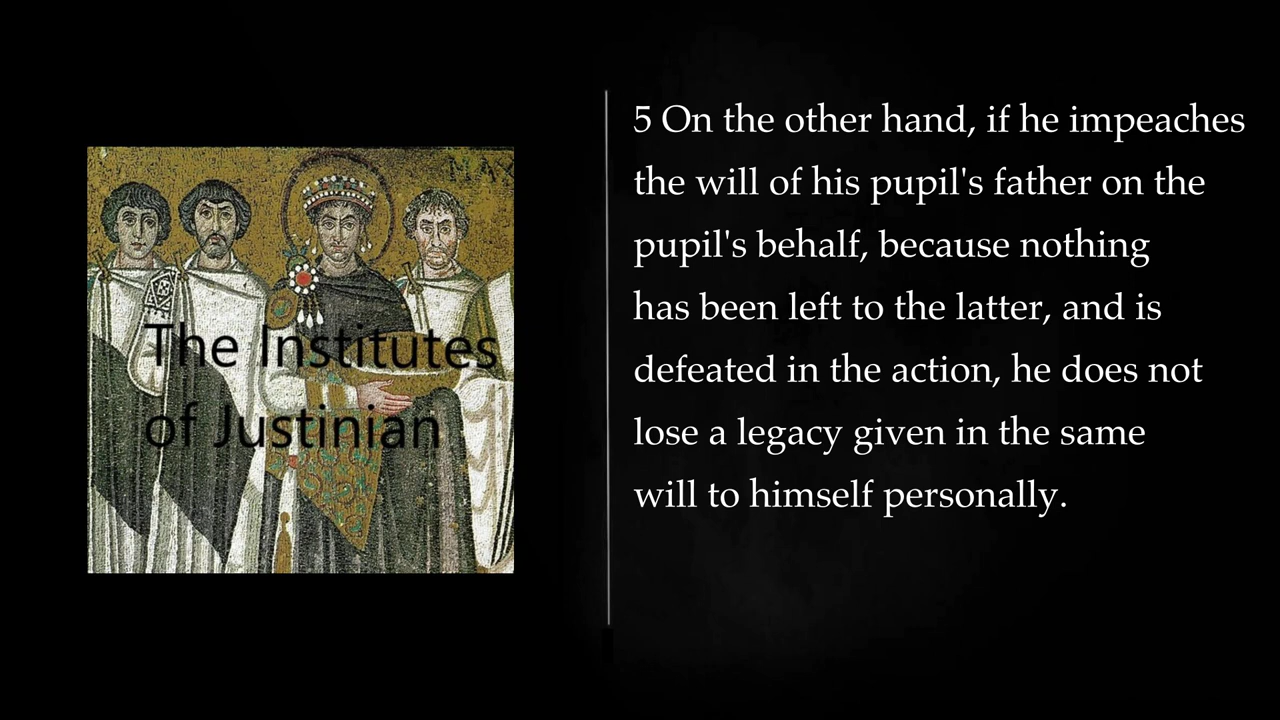 The Institutes
of Justinian
5 On the other hand, if he impeaches
the will of his pupil's father on the
pupil's behalf, because nothing
has been left to the latter, and is
defeated in the action, he does not
lose a legacy given in the same
will to himself personally.